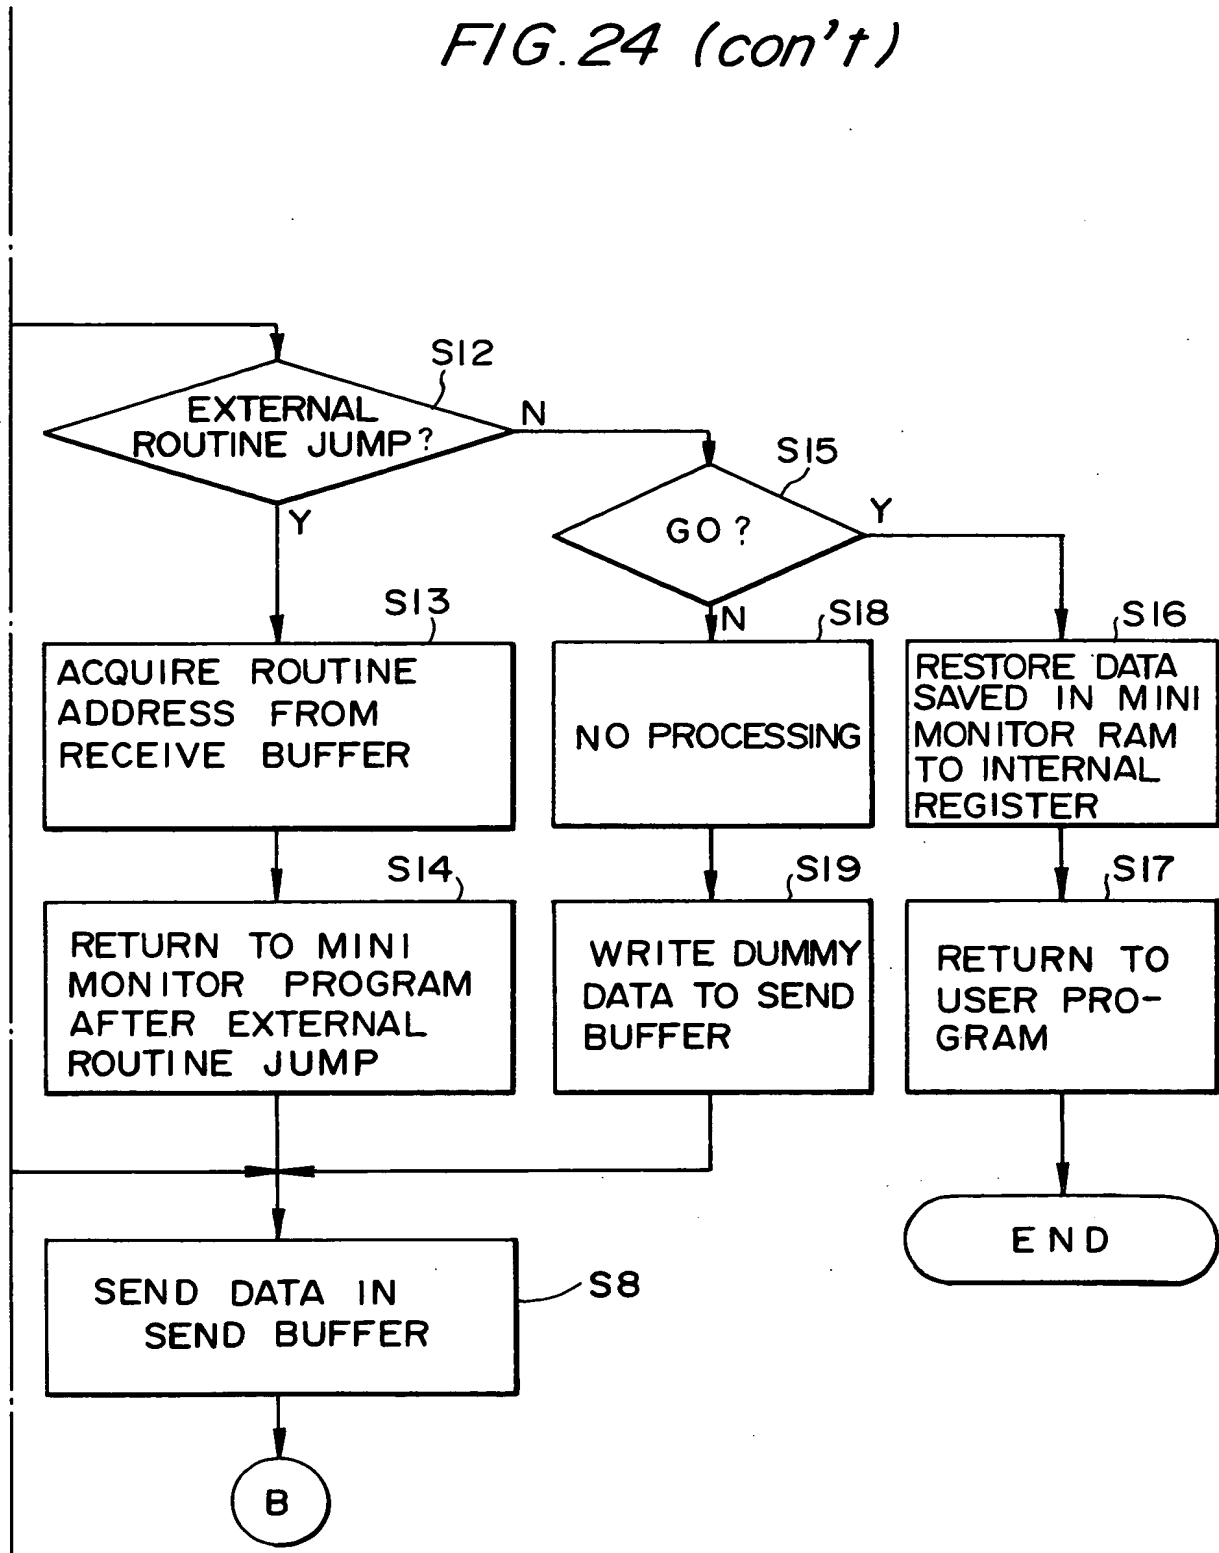 FIG.24 (con't)
S12
EXTERNAL
ROUTINE JUMP?
N
Y
S15
GO?
Y
N
S13
ACQUIRE ROUTINE
ADDRESS FROM
RECEIVE BUFFER
S18
NO PROCESSING
S16
RESTORE DATA
SAVED IN MINI
MONITOR RAM
TO INTERNAL
REGISTER
S14
RETURN TO MINI
MONITOR PROGRAM
AFTER EXTERNAL
ROUTINE JUMP
S19
WRITE DUMMY
DATA TO SEND
BUFFER
S17
RETURN TO
USER PRO-
GRAM
END
S8
SEND DATA IN
SEND BUFFER
B